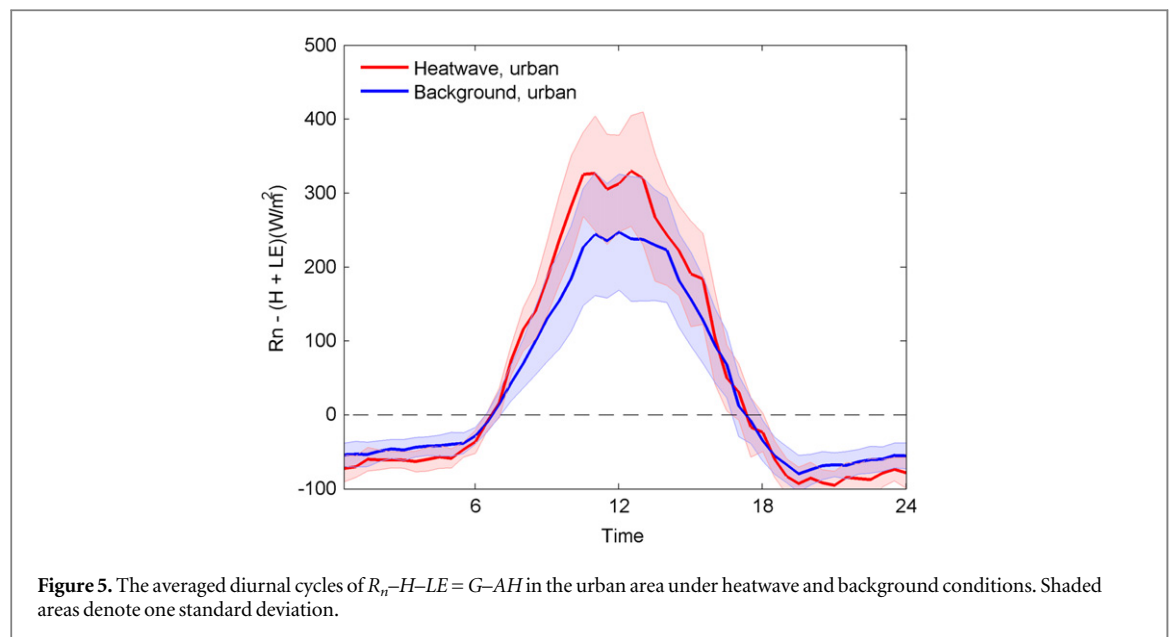 500
Heatwave, urban
Background, urban
400
300
200
100
0
-100
Rn - (H + LE)(W/m²)
6
12
18
24
Time
Figure 5. The averaged diurnal cycles of Rₙ–H–LE = G–AH in the urban area under heatwave and background conditions. Shaded
areas denote one standard deviation.